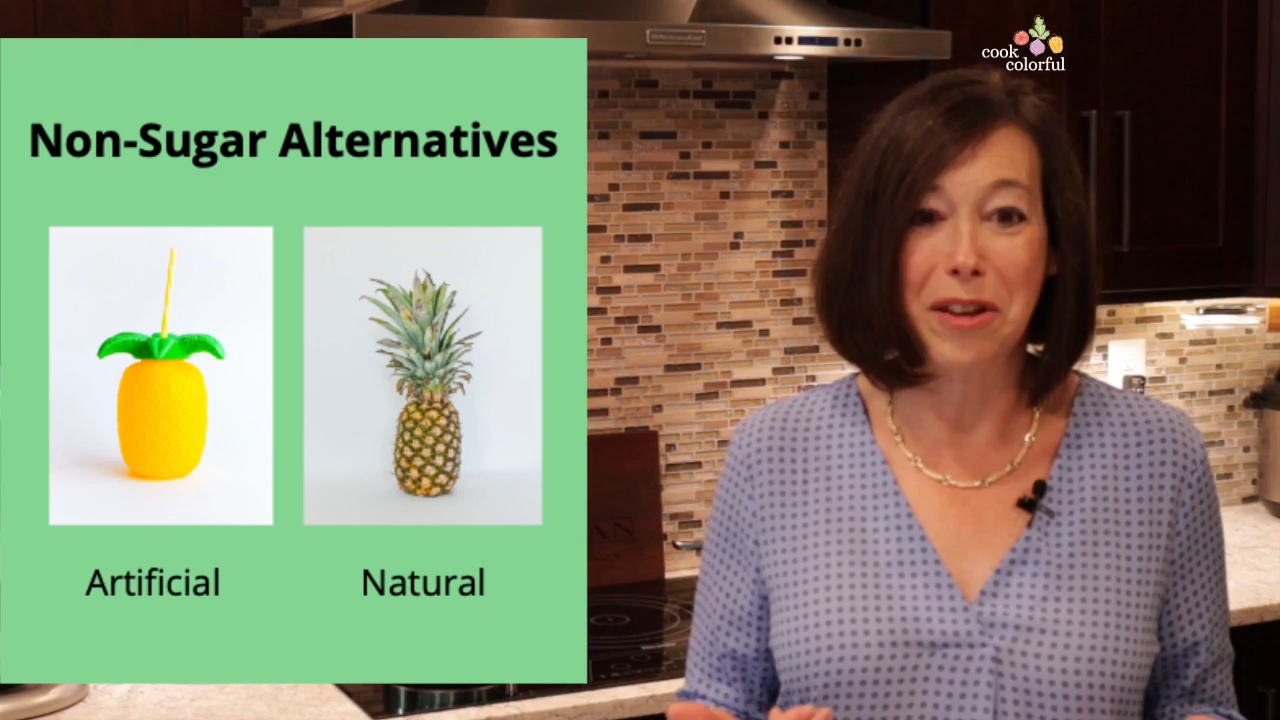 Non-Sugar Alternatives
Artificial
Natural
cook
colorful